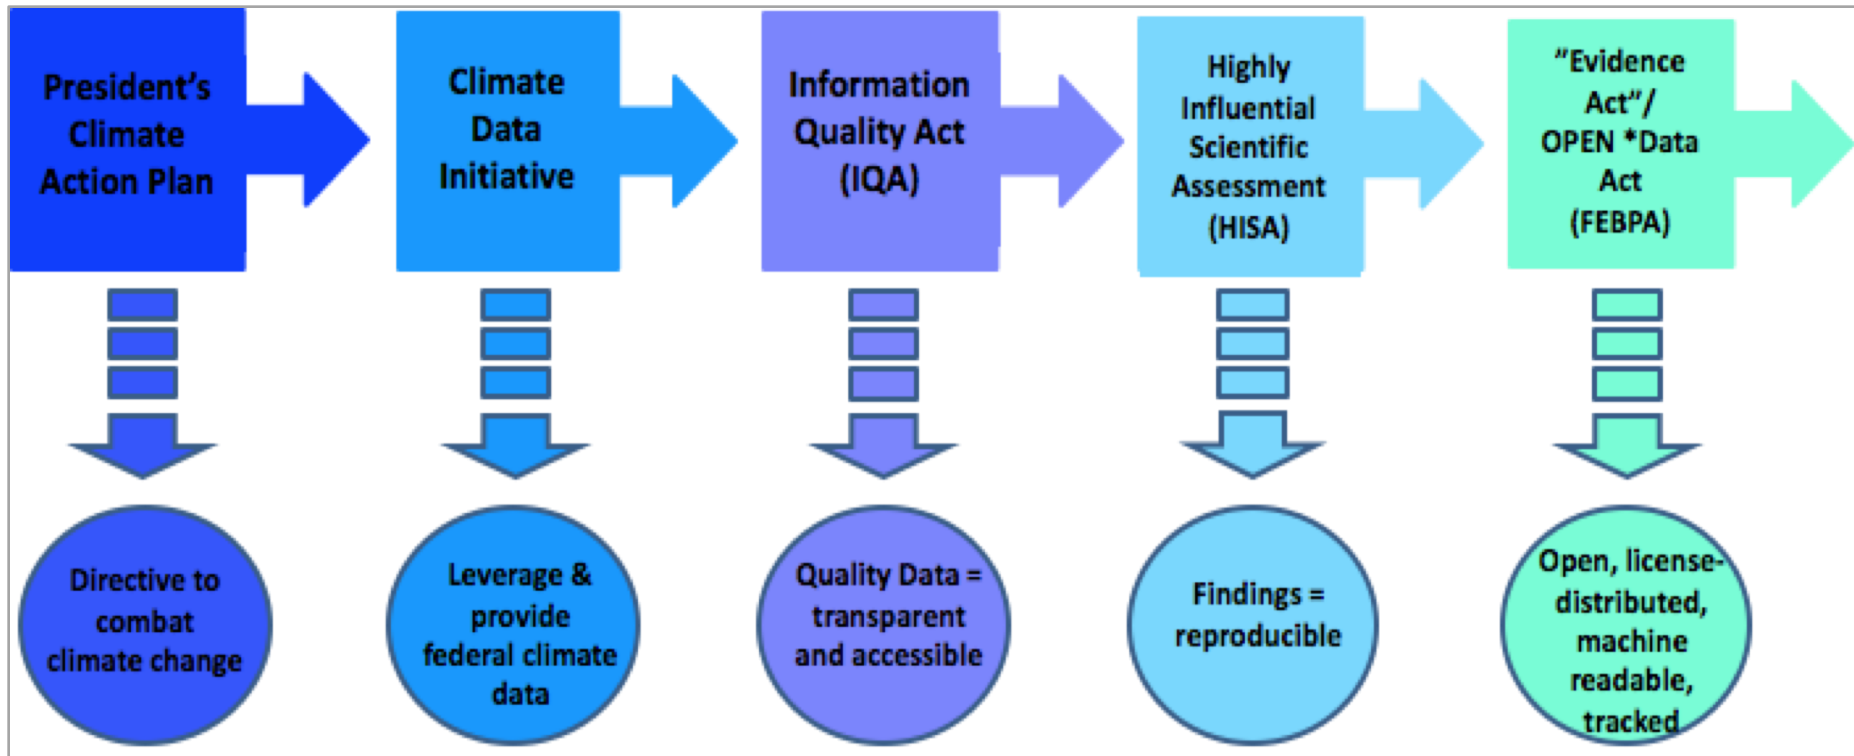 President's
Climate
Action Plan
Climate
Data
Initiative
Information
Quality Act
(IQA)
Highly
Influential
Scientific
Assessment
(HISA)
"Evidence
Act"/
OPEN *Data
Act
(FEBPA)
Directive to
combat
climate change
Leverage &
provide
federal climate
data
Quality Data =
transparent
and accessible
Findings =
reproducible
Open, license-
distributed,
machine
readable,
tracked